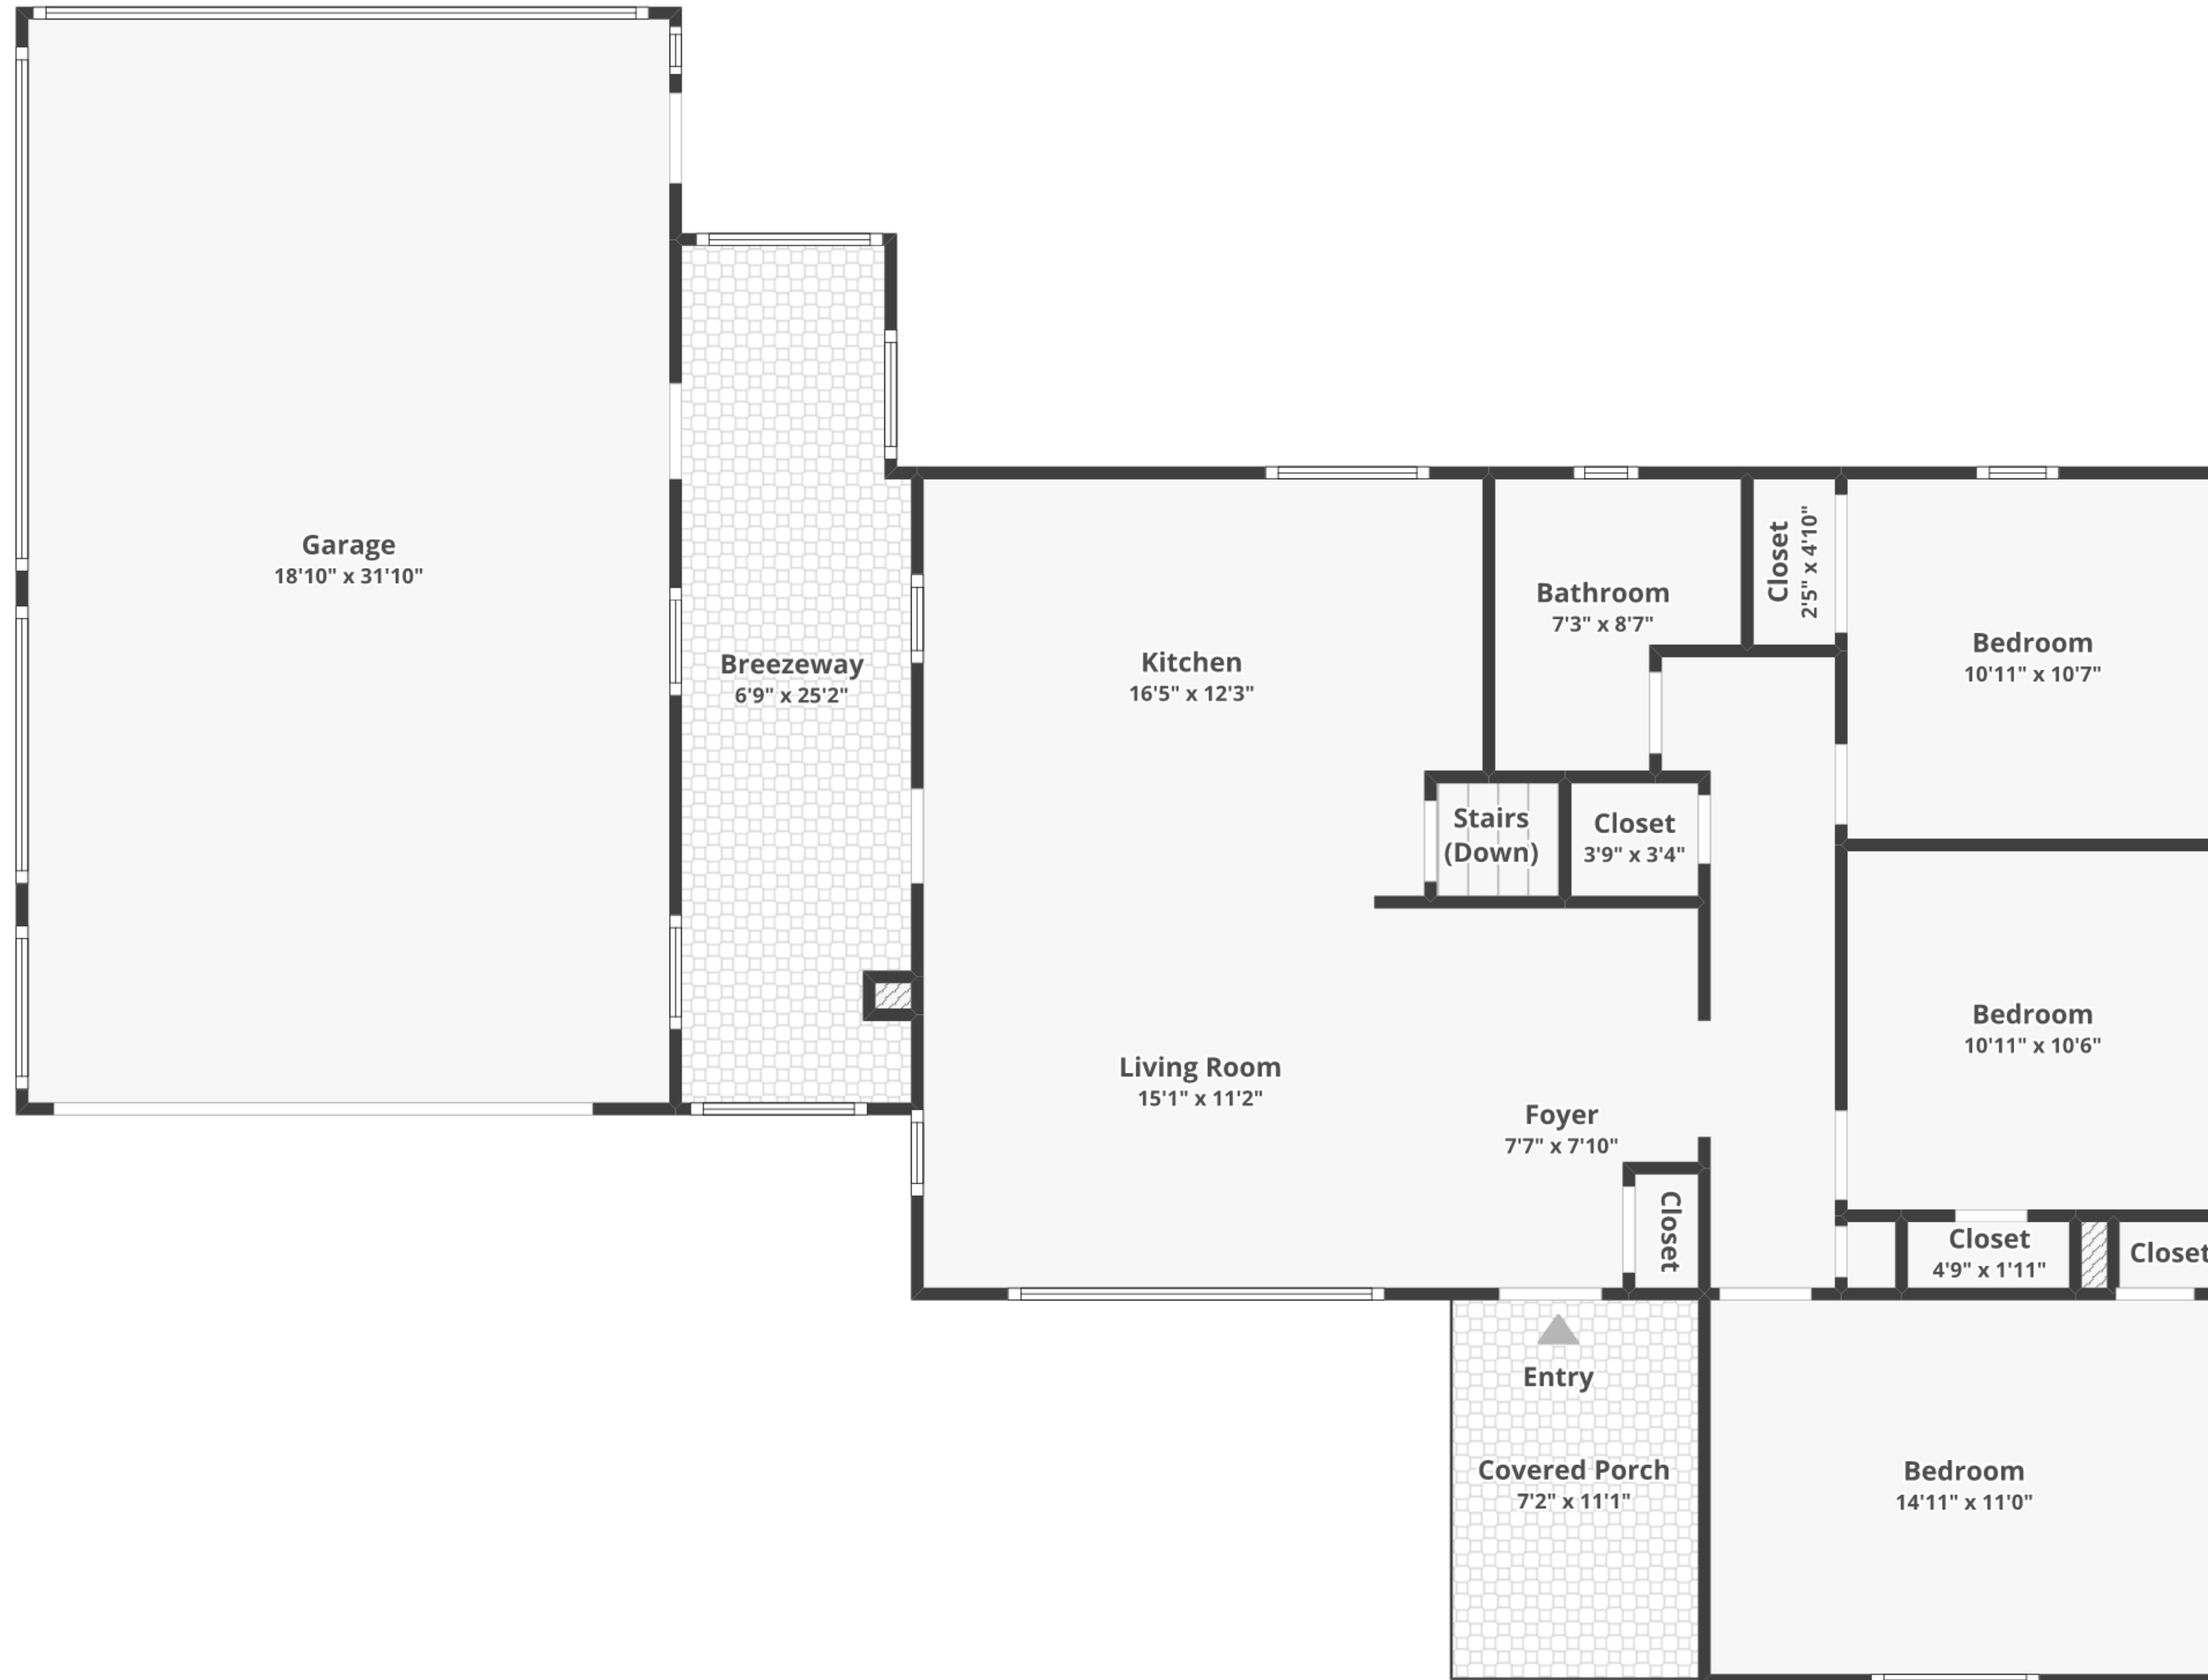 Garage
18'10" x 31'10"
Breezeway
6'9" x 25'2"
Kitchen
16'5" x 12'3"
Bathroom
7'3" x 8'7"
Closet
2'5" x 4'10"
Bedroom
10'11" x 10'7"
Stairs
(Down)
Closet
3'9" x 3'4"
Living Room
15'1" x 11'2"
Foyer
7'7" x 7'10"
Bedroom
10'11" x 10'6"
Closet
Closet
4'9" x 1'11"
Closet
Entry
Covered Porch
7'2" x 11'1"
Bedroom
14'11" x 11'0"